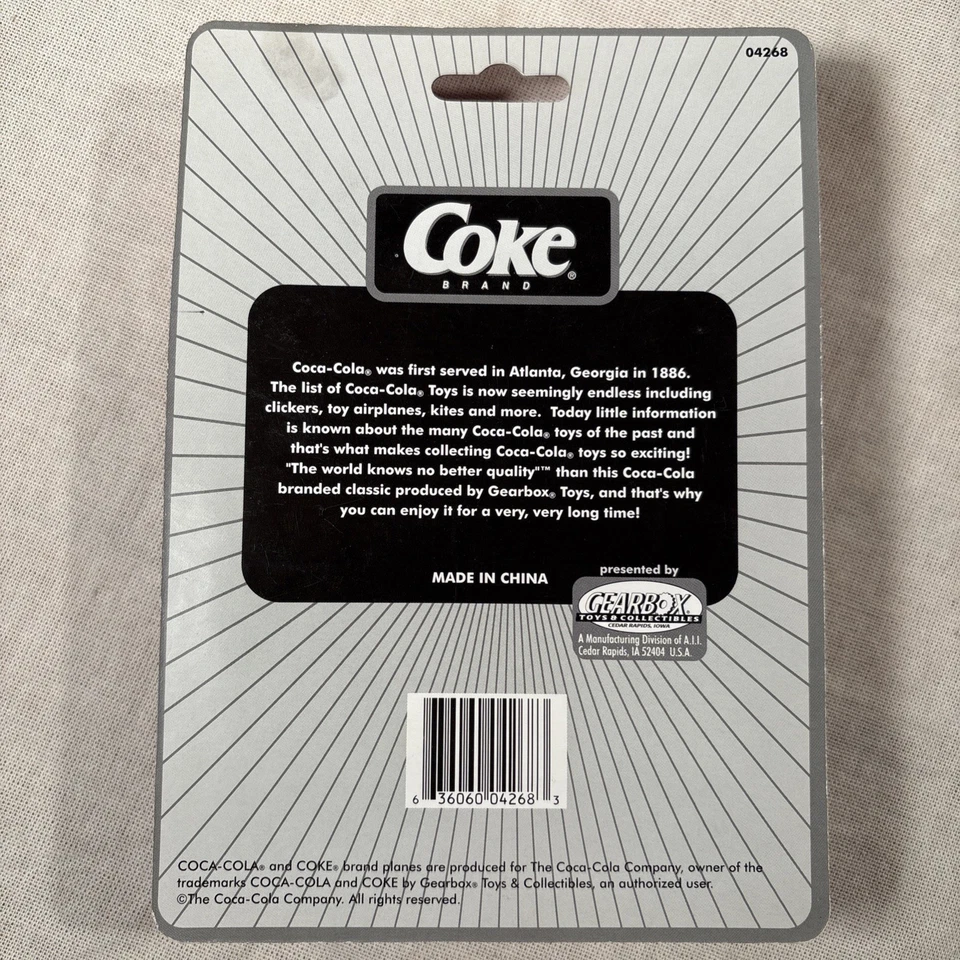 04268
Coke®
BRAND
Coca-Cola® was first served in Atlanta, Georgia in 1886.
The list of Coca-Cola® Toys is now seemingly endless including
clickers, toy airplanes, kites and more. Today little information
is known about the many Coca-Cola® toys of the past and
that's what makes collecting Coca-Cola® toys so exciting!
"The world knows no better quality"™ than this Coca-Cola
branded classic produced by Gearbox® Toys, and that's why
you can enjoy it for a very, very long time!
MADE IN CHINA
presented by
GEARBOX®
TOYS & COLLECTIBLES
CEDAR RAPIDS, IOWA
A Manufacturing Division of A.I.I.
Cedar Rapids, IA 52404 U.S.A.
6 36060 04268 3
COCA-COLA® and COKE® brand planes are produced for The Coca-Cola Company, owner of the
trademarks COCA-COLA and COKE by Gearbox® Toys & Collectibles, an authorized user.
©The Coca-Cola Company. All rights reserved.